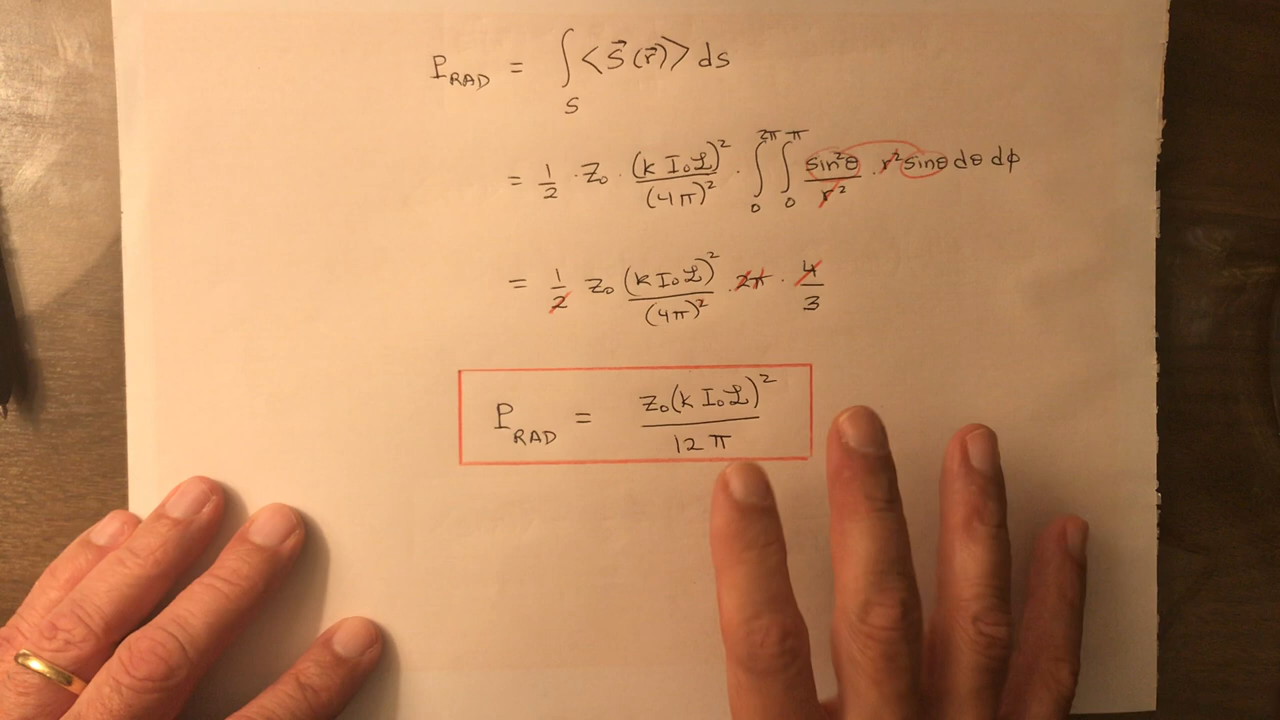 P_RAD = ∫_S <S⃗(r⃗)> ds
= 1/2 · Z₀ · (k I₀ ℒ)²/(4π)² · ∫₀^2π ∫₀^π sin²θ/r² · r² sinθ dθ dϕ
= 1/2 Z₀ (k I₀ ℒ)²/(4π)² · 2π · 4/3
P_RAD = Z₀(k I₀ ℒ)²/12π